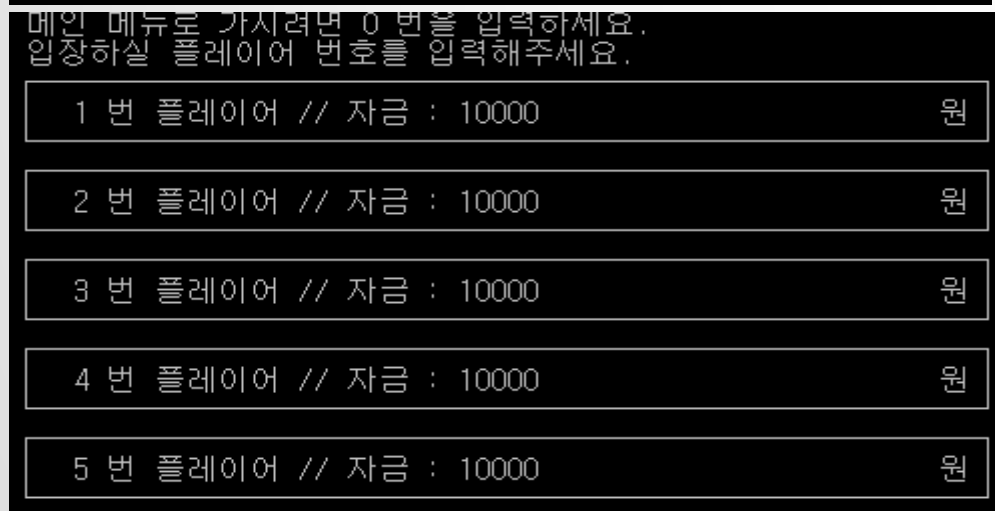 메인 메뉴로 가시려면 0 번을 입력하세요.
입장하실 플레이어 번호를 입력해주세요.
1 번 플레이어 // 자금 : 10000 원
2 번 플레이어 // 자금 : 10000 원
3 번 플레이어 // 자금 : 10000 원
4 번 플레이어 // 자금 : 10000 원
5 번 플레이어 // 자금 : 10000 원